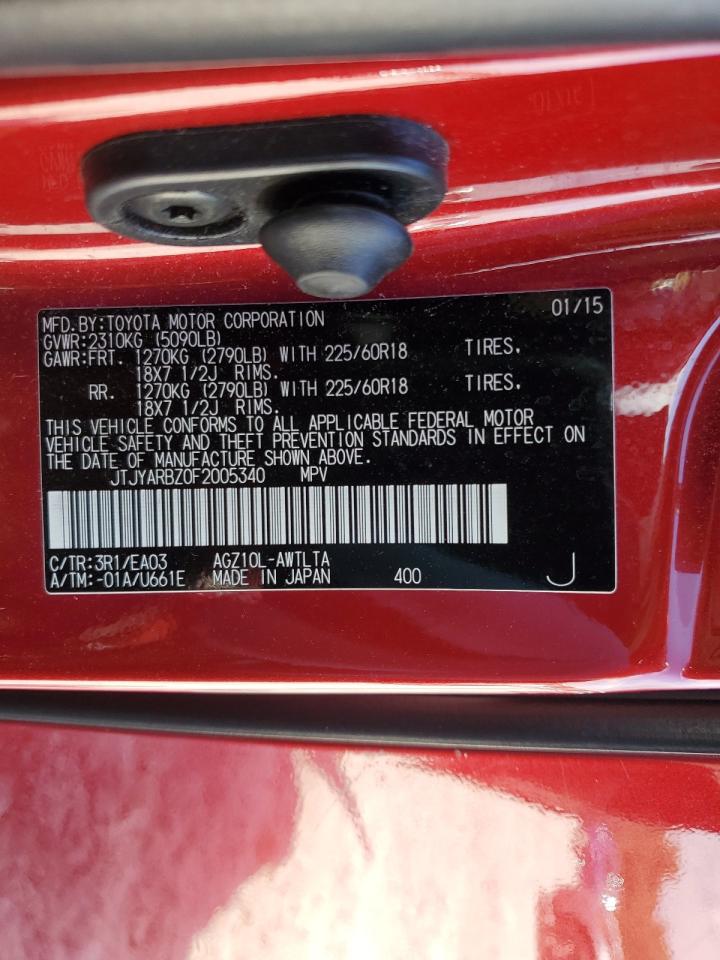 MFD.BY:TOYOTA MOTOR CORPORATION 01/15
GVWR:2310KG (5090LB)
GAWR:FRT. 1270KG (2790LB) WITH 225/60R18 TIRES.
18X7 1/2J RIMS.
RR. 1270KG (2790LB) WITH 225/60R18 TIRES.
18X7 1/2J RIMS.
THIS VEHICLE CONFORMS TO ALL APPLICABLE FEDERAL MOTOR
VEHICLE SAFETY AND THEFT PREVENTION STANDARDS IN EFFECT ON
THE DATE OF MANUFACTURE SHOWN ABOVE.
JTJYARBZ0F2005340 MPV
C/TR:3R1/EA03 AGZ10L-AWTLTA
A/TM:-01A/U661E MADE IN JAPAN 400 J